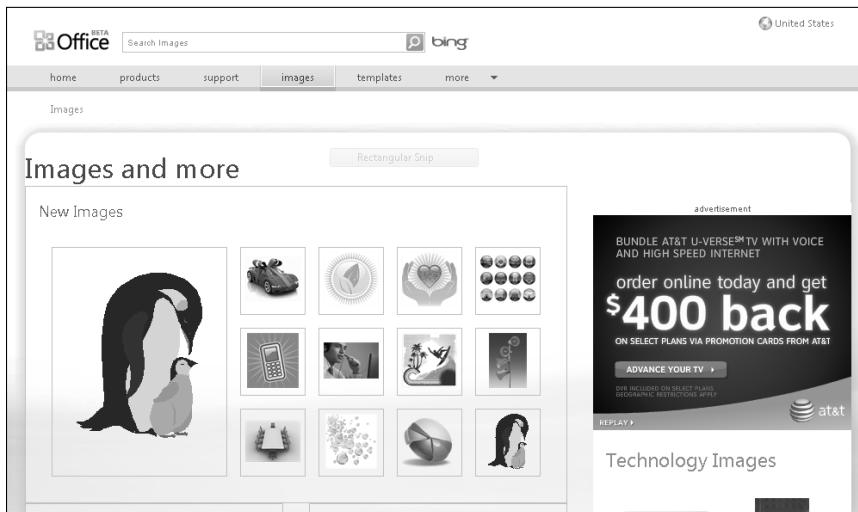 United States
Office BETA
Search Images
bing
home products support images templates more
Images
Rectangular Snip
Images and more
New Images
advertisement
BUNDLE AT&T U-VERSE℠ TV WITH VOICE
AND HIGH SPEED INTERNET
order online today and get
$400 back
ON SELECT PLANS VIA PROMOTION CARDS FROM AT&T
ADVANCE YOUR TV
DVR INCLUDED ON SELECT PLANS
GEOGRAPHIC RESTRICTIONS APPLY
at&t
REPLAY
Technology Images